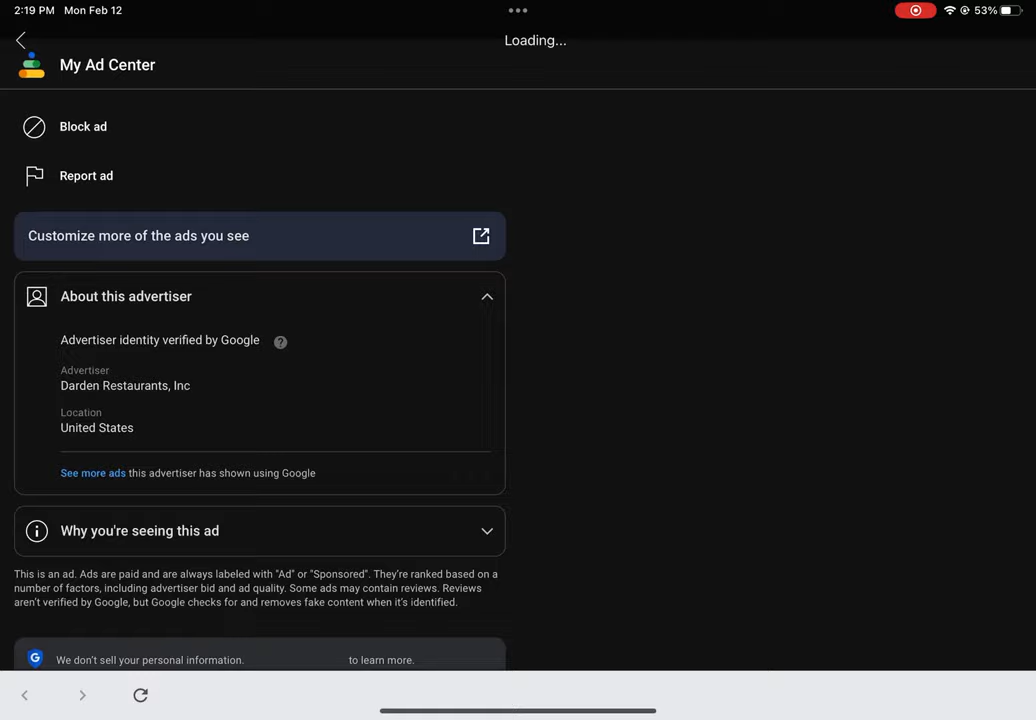 2:19 PM Mon Feb 12
53%
Loading...
My Ad Center
Block ad
Report ad
Customize more of the ads you see
About this advertiser
Advertiser identity verified by Google ?
Advertiser
Darden Restaurants, Inc
Location
United States
See more ads this advertiser has shown using Google
Why you're seeing this ad
This is an ad. Ads are paid and are always labeled with "Ad" or "Sponsored". They're ranked based on a
number of factors, including advertiser bid and ad quality. Some ads may contain reviews. Reviews
aren't verified by Google, but Google checks for and removes fake content when it's identified.
G We don't sell your personal information. to learn more.